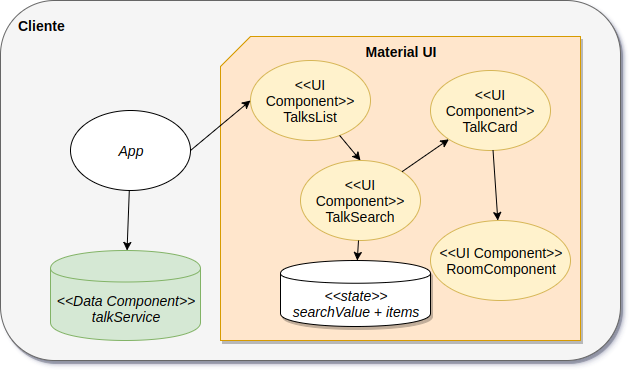 Cliente
Material UI
<<UI
Component>>
TalksList
<<UI
Component>>
TalkCard
App
<<UI
Component>>
TalkSearch
<<UI Component>>
RoomComponent
<<Data Component>>
talkService
<<state>>
searchValue + items